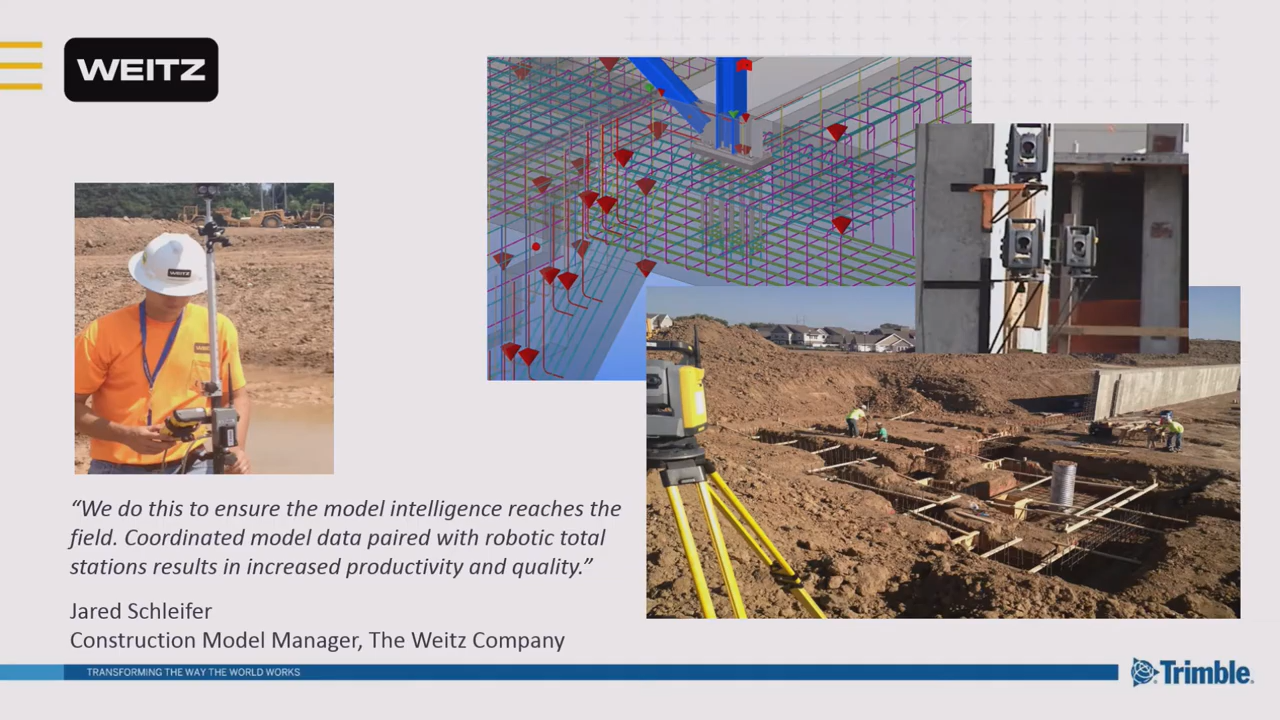 WEITZ
WEITZ
WEITZ
“We do this to ensure the model intelligence reaches the
field. Coordinated model data paired with robotic total
stations results in increased productivity and quality.”
Jared Schleifer
Construction Model Manager, The Weitz Company
TRANSFORMING THE WAY THE WORLD WORKS
Trimble